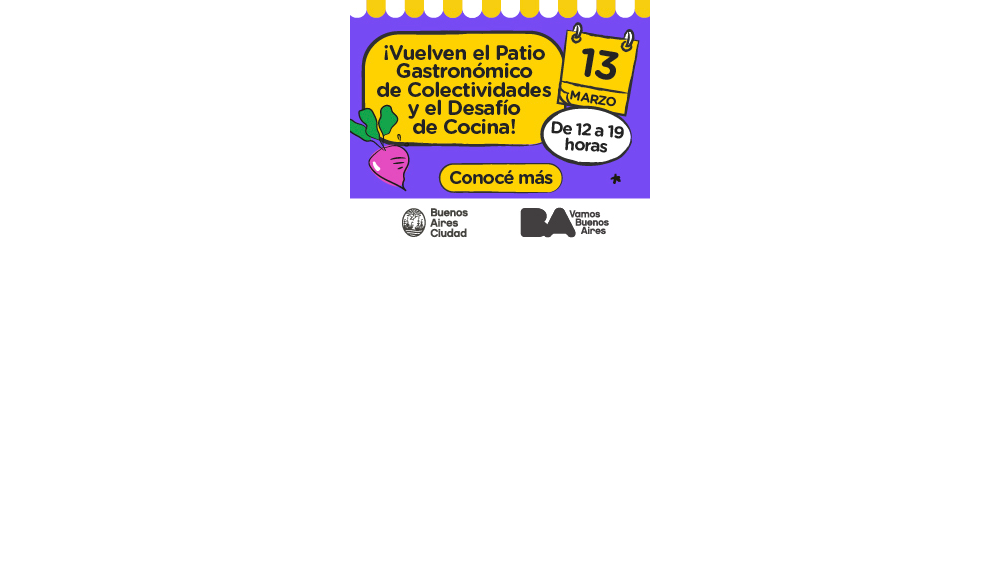 ¡Vuelven el Patio
Gastronómico
de Colectividades
y el Desafío
de Cocina!
13
MARZO
De 12 a 19
horas
Conocé más
Buenos
Aires
Ciudad
BA
Vamos
Buenos
Aires